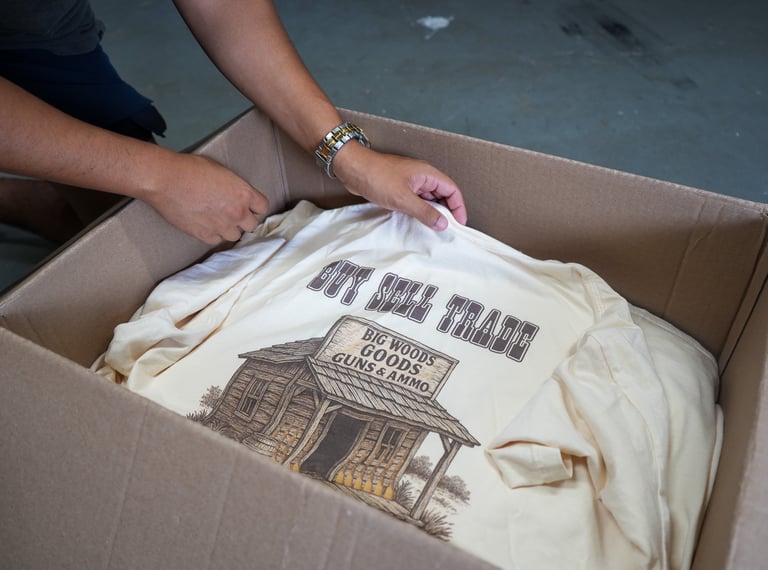 BUY SELL TRADE
BIG WOODS
GOODS
GUNS & AMMO